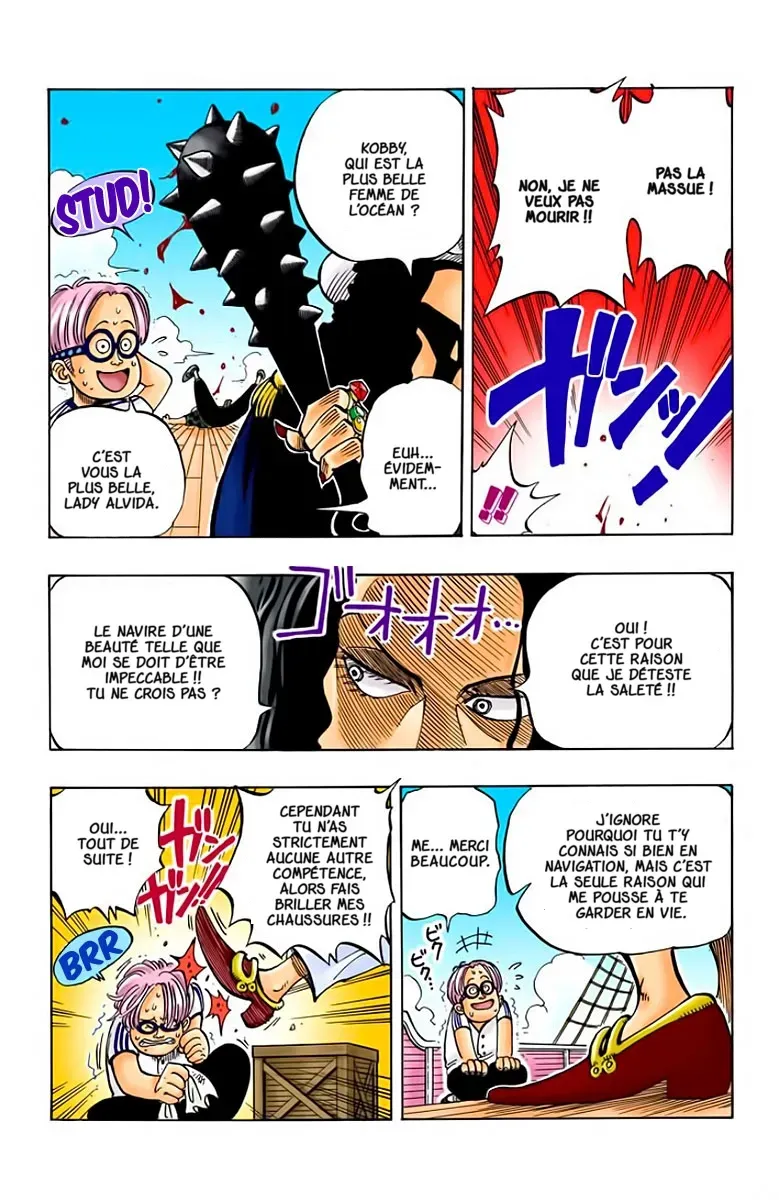 PAS LA
MASSUE !
NON, JE NE
VEUX PAS
MOURIR !!
ガンッ!
!!
KOBBY,
QUI EST LA
PLUS BELLE
FEMME DE
L'OCÉAN ?
STUD!
EUH...
ÉVIDEM-
MENT...
C'EST
VOUS LA
PLUS BELLE,
LADY ALVIDA.
OUI !
C'EST POUR
CETTE RAISON
QUE JE DÉTESTE
LA SALETÉ !!
ゴオオオ...
LE NAVIRE D'UNE
BEAUTÉ TELLE QUE
MOI SE DOIT D'ÊTRE
IMPECCABLE !!
TU NE CROIS PAS ?
J'IGNORE
POURQUOI TU T'Y
CONNAIS SI BIEN EN
NAVIGATION, MAIS C'EST
LA SEULE RAISON QUI
ME POUSSE À TE
GARDER EN VIE.
ME... MERCI
BEAUCOUP.
ビク
ビク...
CEPENDANT
TU N'AS
STRICTEMENT
AUCUNE AUTRE
COMPÉTENCE,
ALORS FAIS
BRILLER MES
CHAUSSURES !!
ガン
ガン!!
OUI...
TOUT DE
SUITE !
BRR